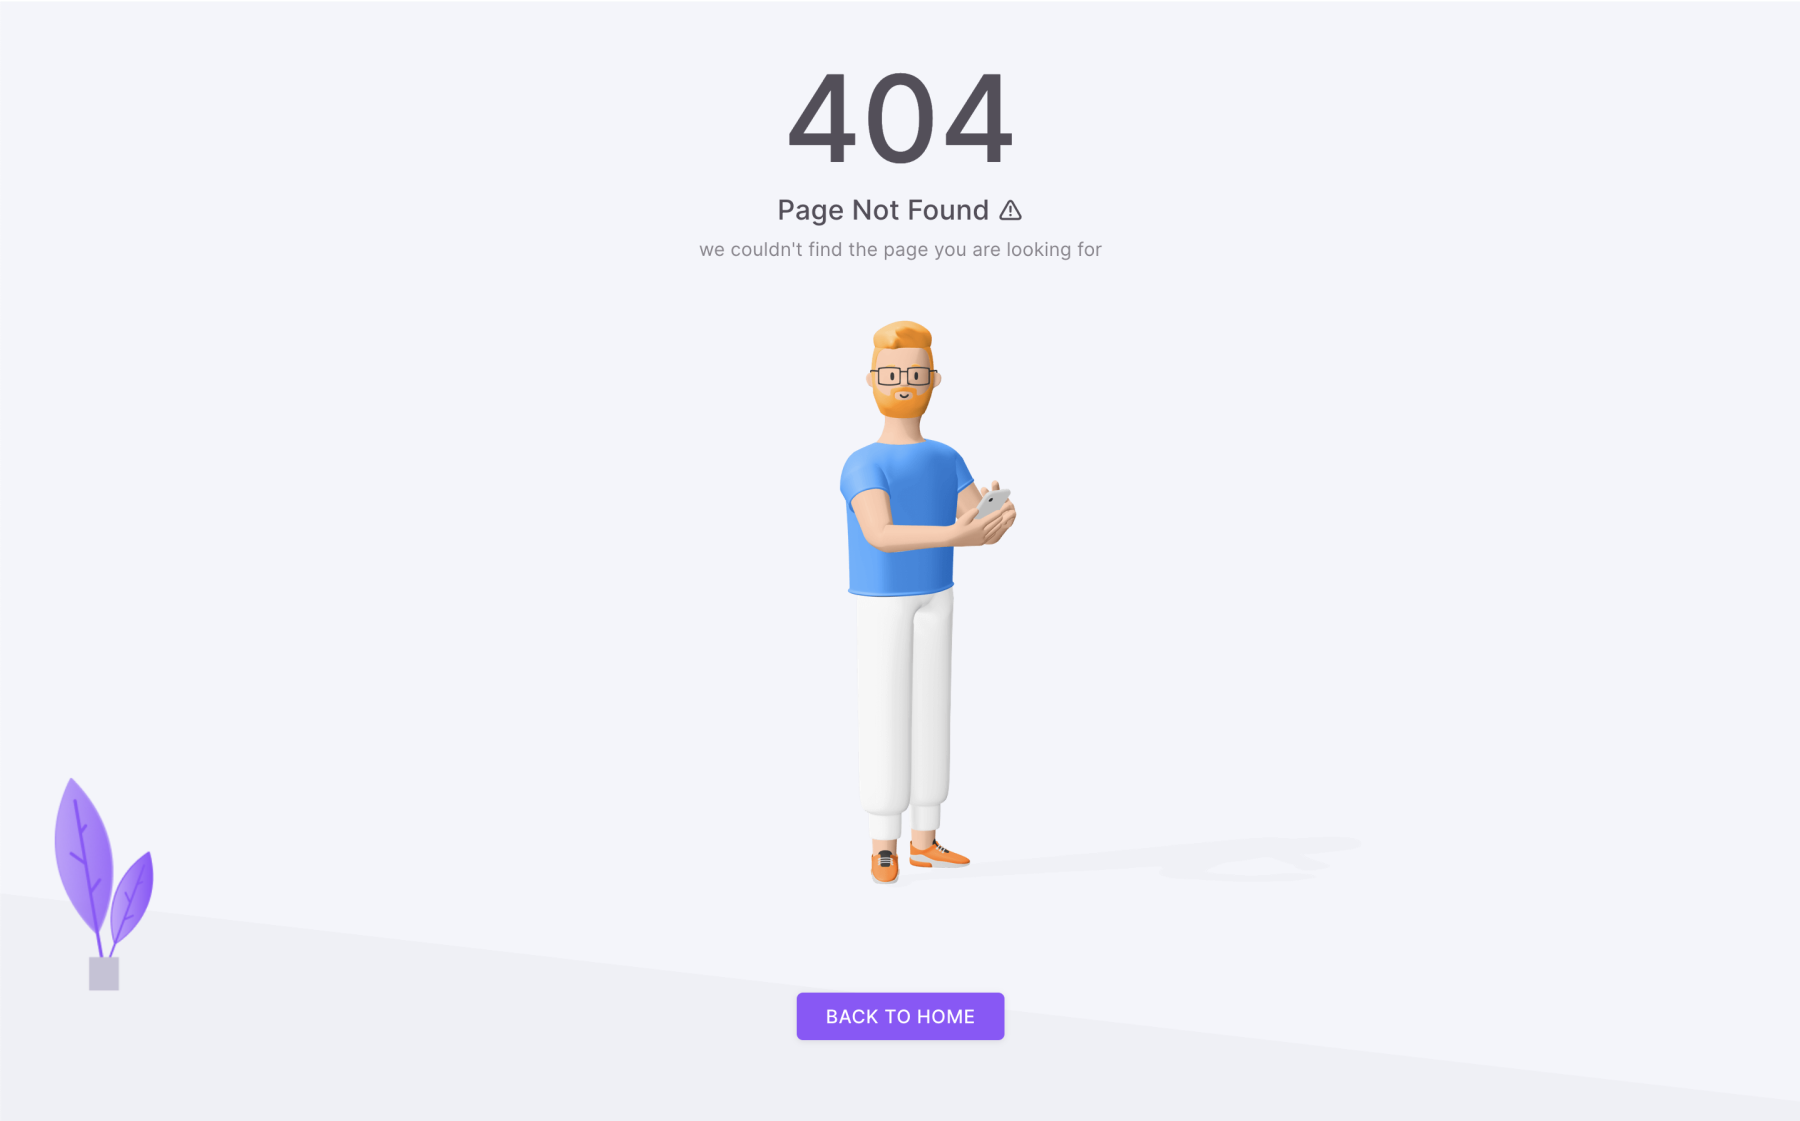 404
Page Not Found ⚠
we couldn't find the page you are looking for
BACK TO HOME